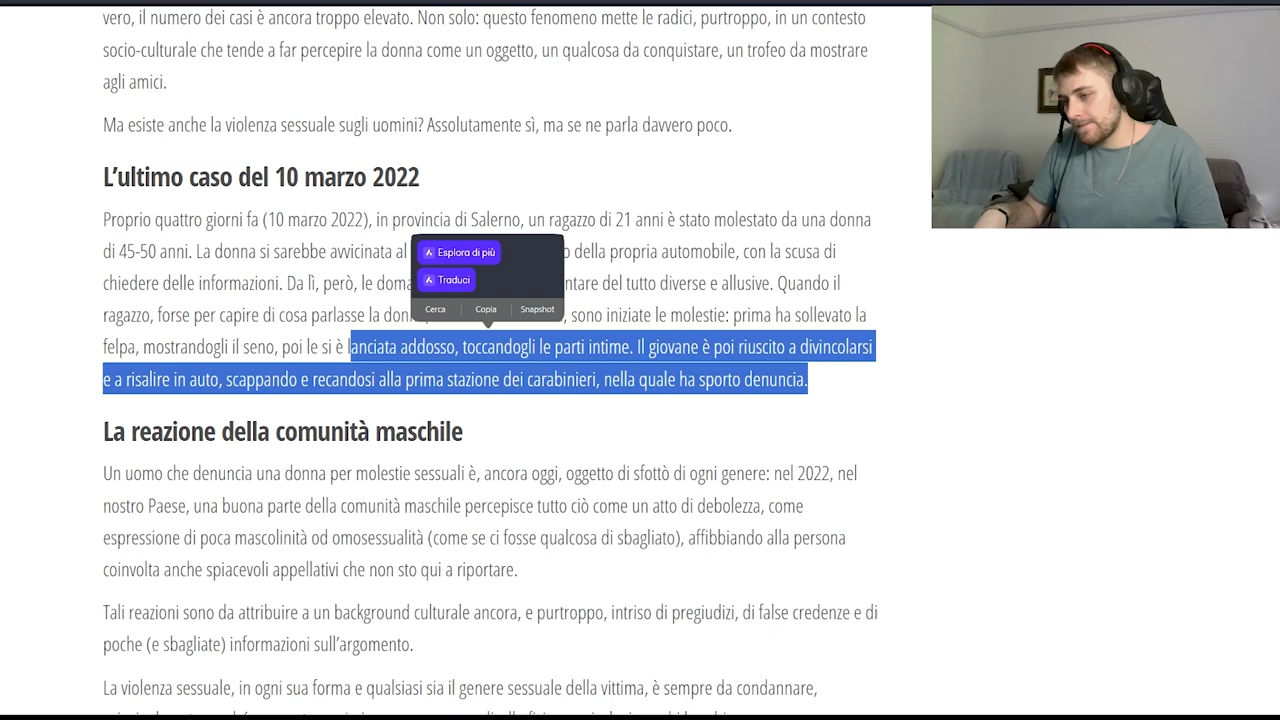 vero, il numero dei casi è ancora troppo elevato. Non solo: questo fenomeno mette le radici, purtroppo, in un contesto
socio-culturale che tende a far percepire la donna come un oggetto, un qualcosa da conquistare, un trofeo da mostrare
agli amici.
Ma esiste anche la violenza sessuale sugli uomini? Assolutamente sì, ma se ne parla davvero poco.
L'ultimo caso del 10 marzo 2022
Proprio quattro giorni fa (10 marzo 2022), in provincia di Salerno, un ragazzo di 21 anni è stato molestato da una donna
di 45-50 anni. La donna si sarebbe avvicinata al della propria automobile, con la scusa di
chiedere delle informazioni. Da lì, però, le del tutto diverse e allusive. Quando il
ragazzo, forse per capire di cosa parlasse la sono iniziate le molestie: prima ha sollevato la
felpa, mostrandogli il seno, poi le si è lanciata addosso, toccandogli le parti intime. Il giovane è poi riuscito a divincolarsi
e a risalire in auto, scappando e recandosi alla prima stazione dei carabinieri, nella quale ha sporto denuncia.
Esplora di più
Traduci
Cerca Copia Snapshot
La reazione della comunità maschile
Un uomo che denuncia una donna per molestie sessuali è, ancora oggi, oggetto di sfottò di ogni genere: nel 2022, nel
nostro Paese, una buona parte della comunità maschile percepisce tutto ciò come un atto di debolezza, come
espressione di poca mascolinità od omosessualità (come se ci fosse qualcosa di sbagliato), affibbiando alla persona
coinvolta anche spiacevoli appellativi che non sto qui a riportare.
Tali reazioni sono da attribuire a un background culturale ancora, e purtroppo, intriso di pregiudizi, di false credenze e di
poche (e sbagliate) informazioni sull'argomento.
La violenza sessuale, in ogni sua forma e qualsiasi sia il genere sessuale della vittima, è sempre da condannare,